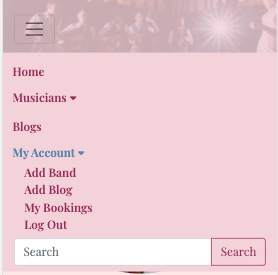 Home
Musicians
Blogs
My Account
Add Band
Add Blog
My Bookings
Log Out
Search Search